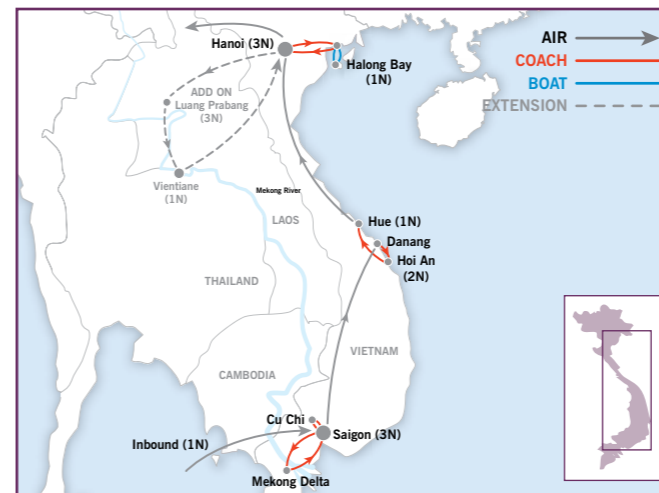 AIR
COACH
BOAT
EXTENSION
Hanoi (3N)
Halong Bay
(1N)
ADD ON
Luang Prabang
(3N)
Vientiane
(1N)
Mekong River
LAOS
Hue (1N)
Danang
Hoi An
(2N)
THAILAND
VIETNAM
CAMBODIA
Cu Chi
Saigon (3N)
Inbound (1N)
Mekong Delta